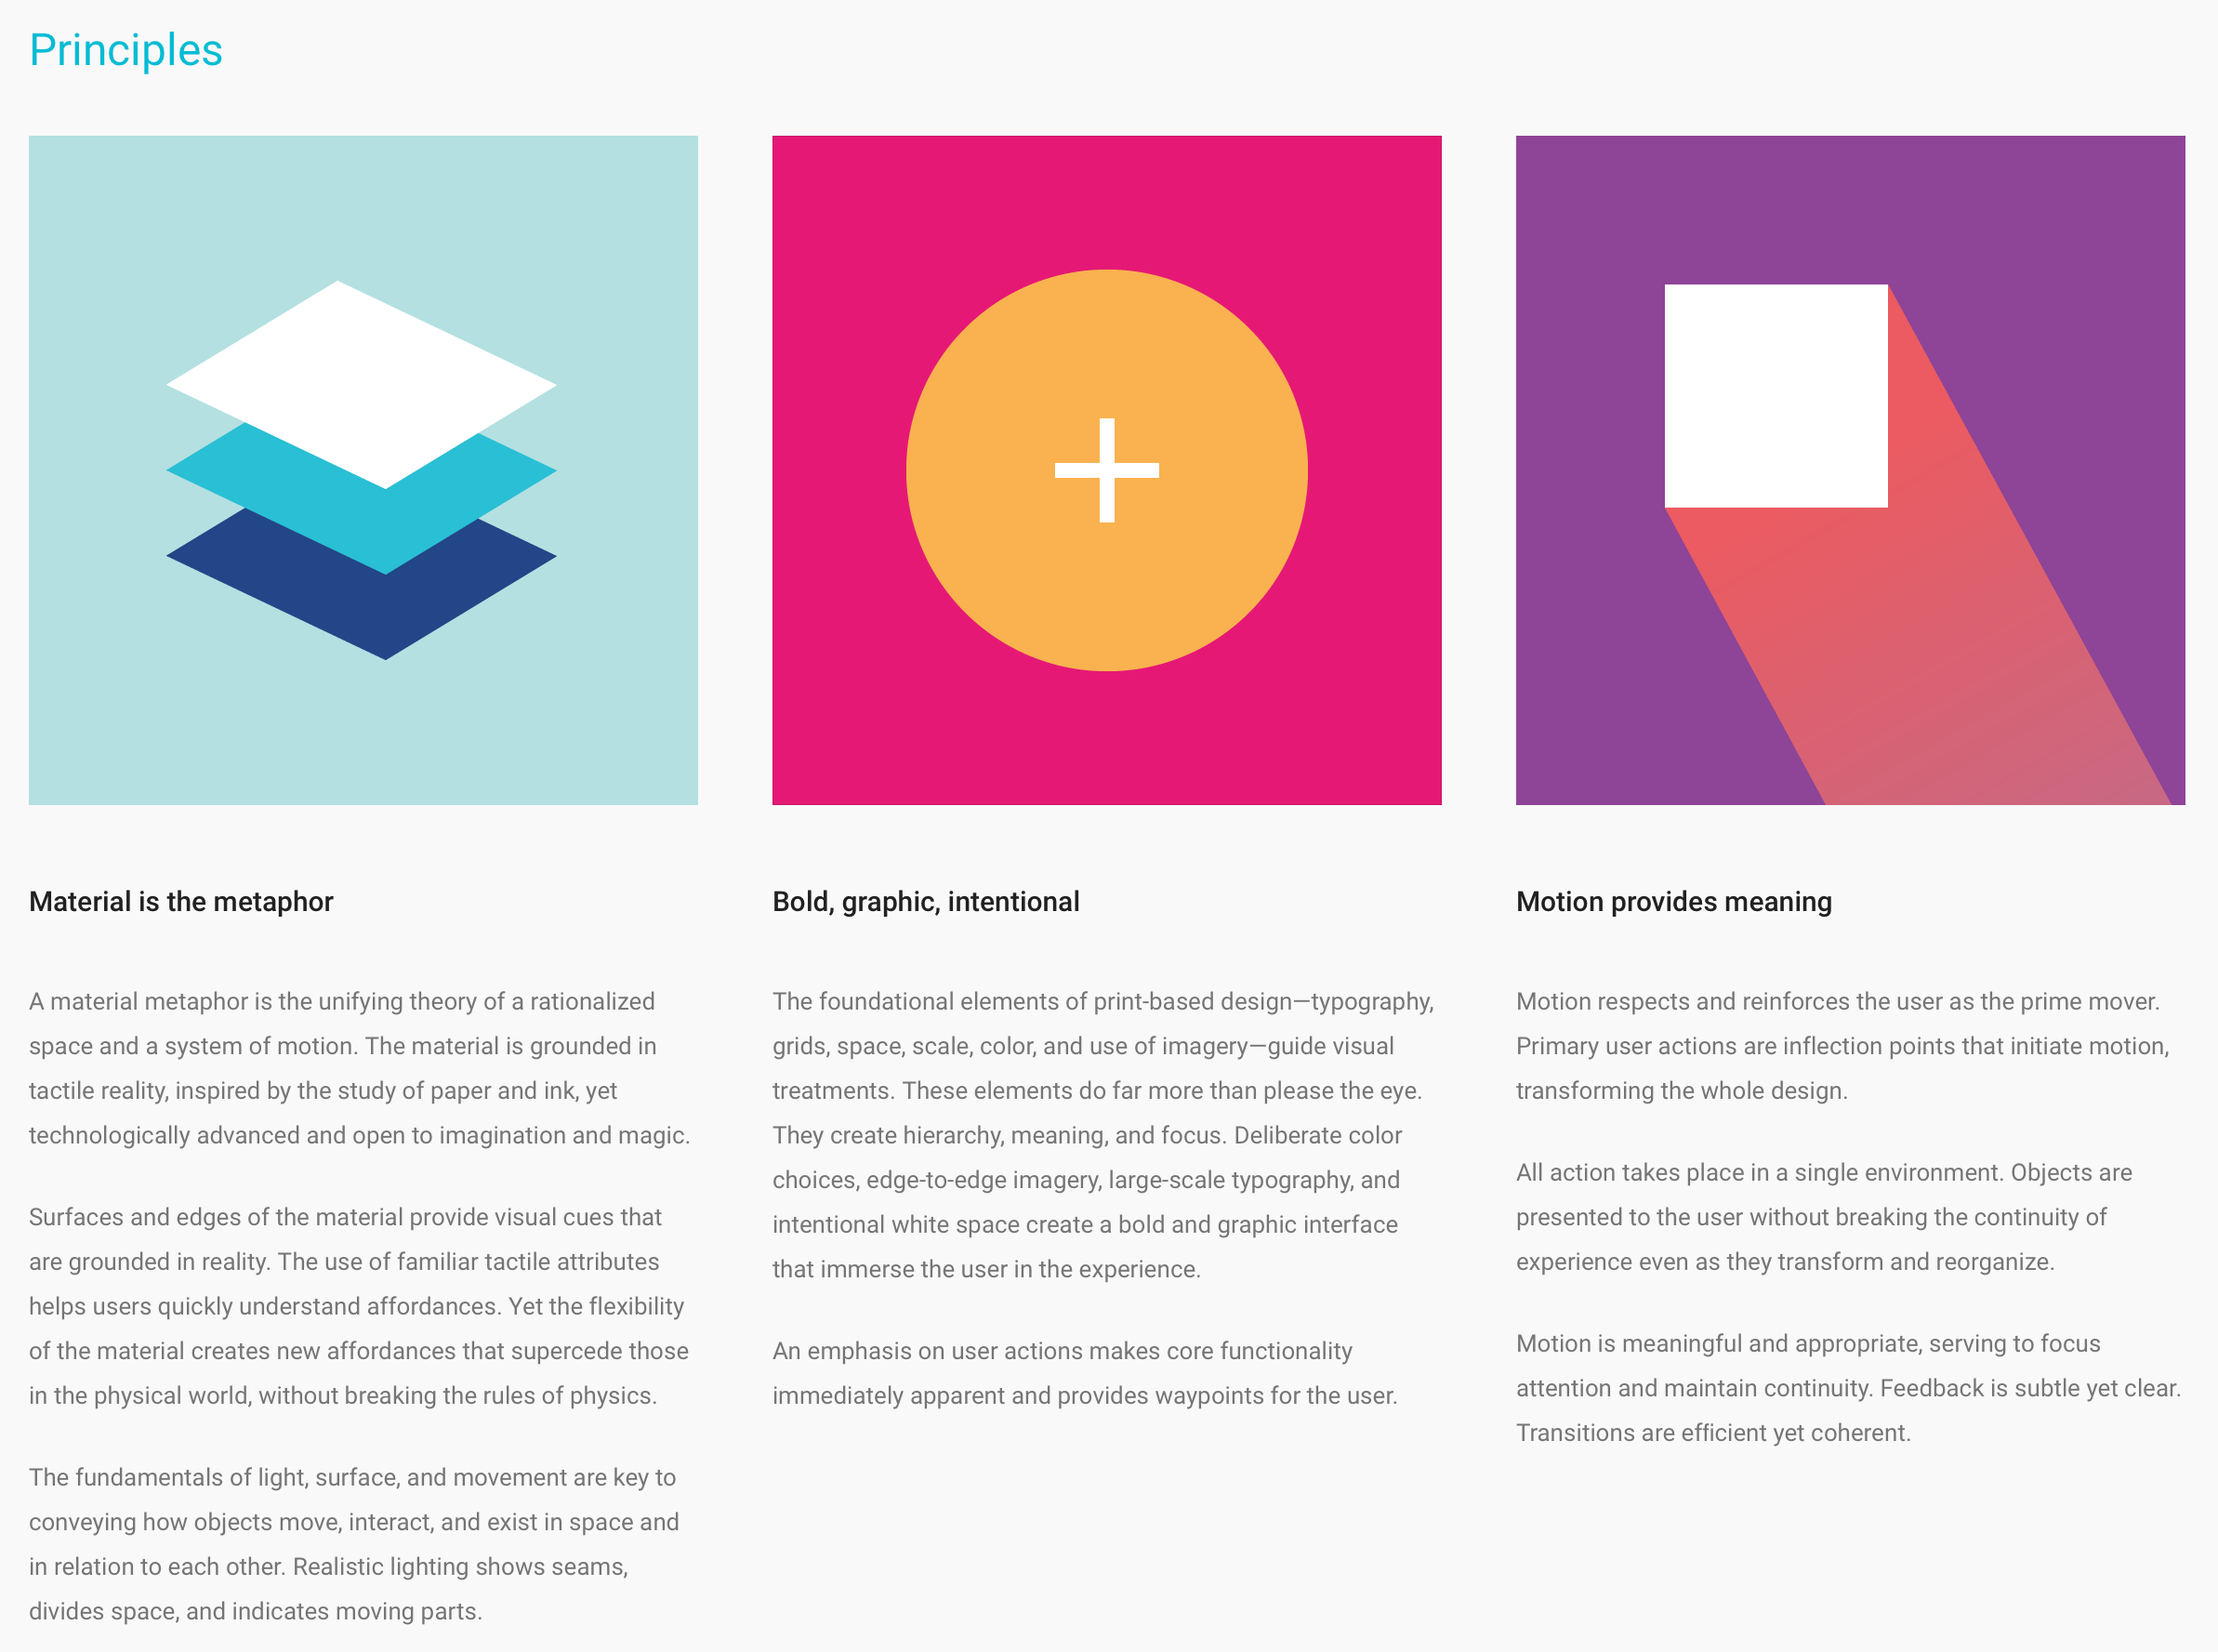 Principles
Material is the metaphor
A material metaphor is the unifying theory of a rationalized
space and a system of motion. The material is grounded in
tactile reality, inspired by the study of paper and ink, yet
technologically advanced and open to imagination and magic.
Surfaces and edges of the material provide visual cues that
are grounded in reality. The use of familiar tactile attributes
helps users quickly understand affordances. Yet the flexibility
of the material creates new affordances that supercede those
in the physical world, without breaking the rules of physics.
The fundamentals of light, surface, and movement are key to
conveying how objects move, interact, and exist in space and
in relation to each other. Realistic lighting shows seams,
divides space, and indicates moving parts.
Bold, graphic, intentional
The foundational elements of print-based design—typography,
grids, space, scale, color, and use of imagery—guide visual
treatments. These elements do far more than please the eye.
They create hierarchy, meaning, and focus. Deliberate color
choices, edge-to-edge imagery, large-scale typography, and
intentional white space create a bold and graphic interface
that immerse the user in the experience.
An emphasis on user actions makes core functionality
immediately apparent and provides waypoints for the user.
Motion provides meaning
Motion respects and reinforces the user as the prime mover.
Primary user actions are inflection points that initiate motion,
transforming the whole design.
All action takes place in a single environment. Objects are
presented to the user without breaking the continuity of
experience even as they transform and reorganize.
Motion is meaningful and appropriate, serving to focus
attention and maintain continuity. Feedback is subtle yet clear.
Transitions are efficient yet coherent.